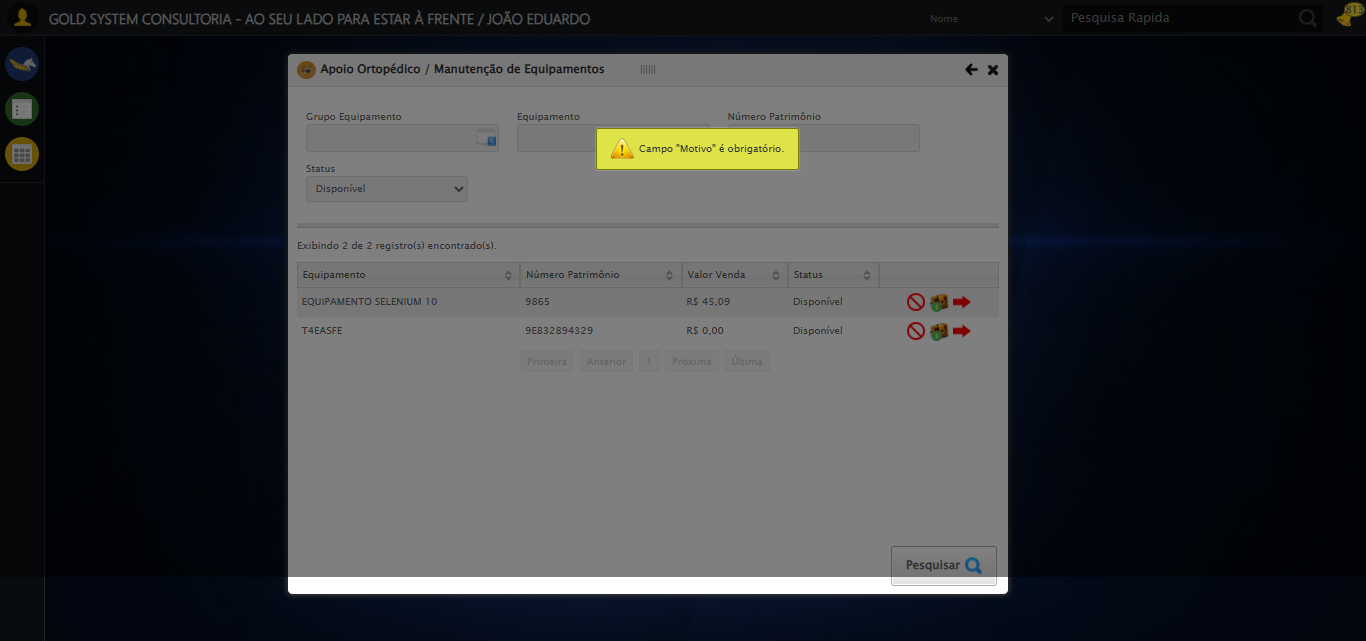 GOLD SYSTEM CONSULTORIA - AO SEU LADO PARA ESTAR À FRENTE / JOÃO EDUARDO
Nome
Pesquisa Rapida
813
Apoio Ortopédico / Manutenção de Equipamentos
Grupo Equipamento
Equipamento
Número Patrimônio
Campo "Motivo" é obrigatório.
Status
Disponível
Exibindo 2 de 2 registro(s) encontrado(s).
Equipamento Número Patrimônio Valor Venda Status
EQUIPAMENTO SELENIUM 10 9865 R$ 45,09 Disponível
T4EASFE 9E832894329 R$ 0,00 Disponível
Primeira Anterior 1 Próxima Última
Pesquisar